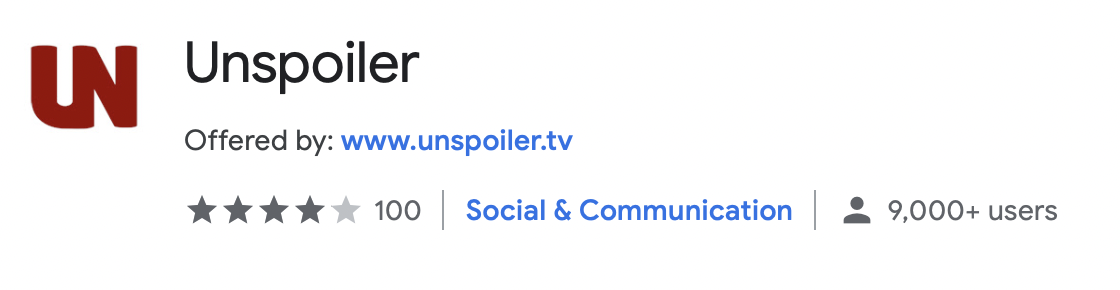 UN
Unspoiler
Offered by: www.unspoiler.tv
100 Social & Communication 9,000+ users